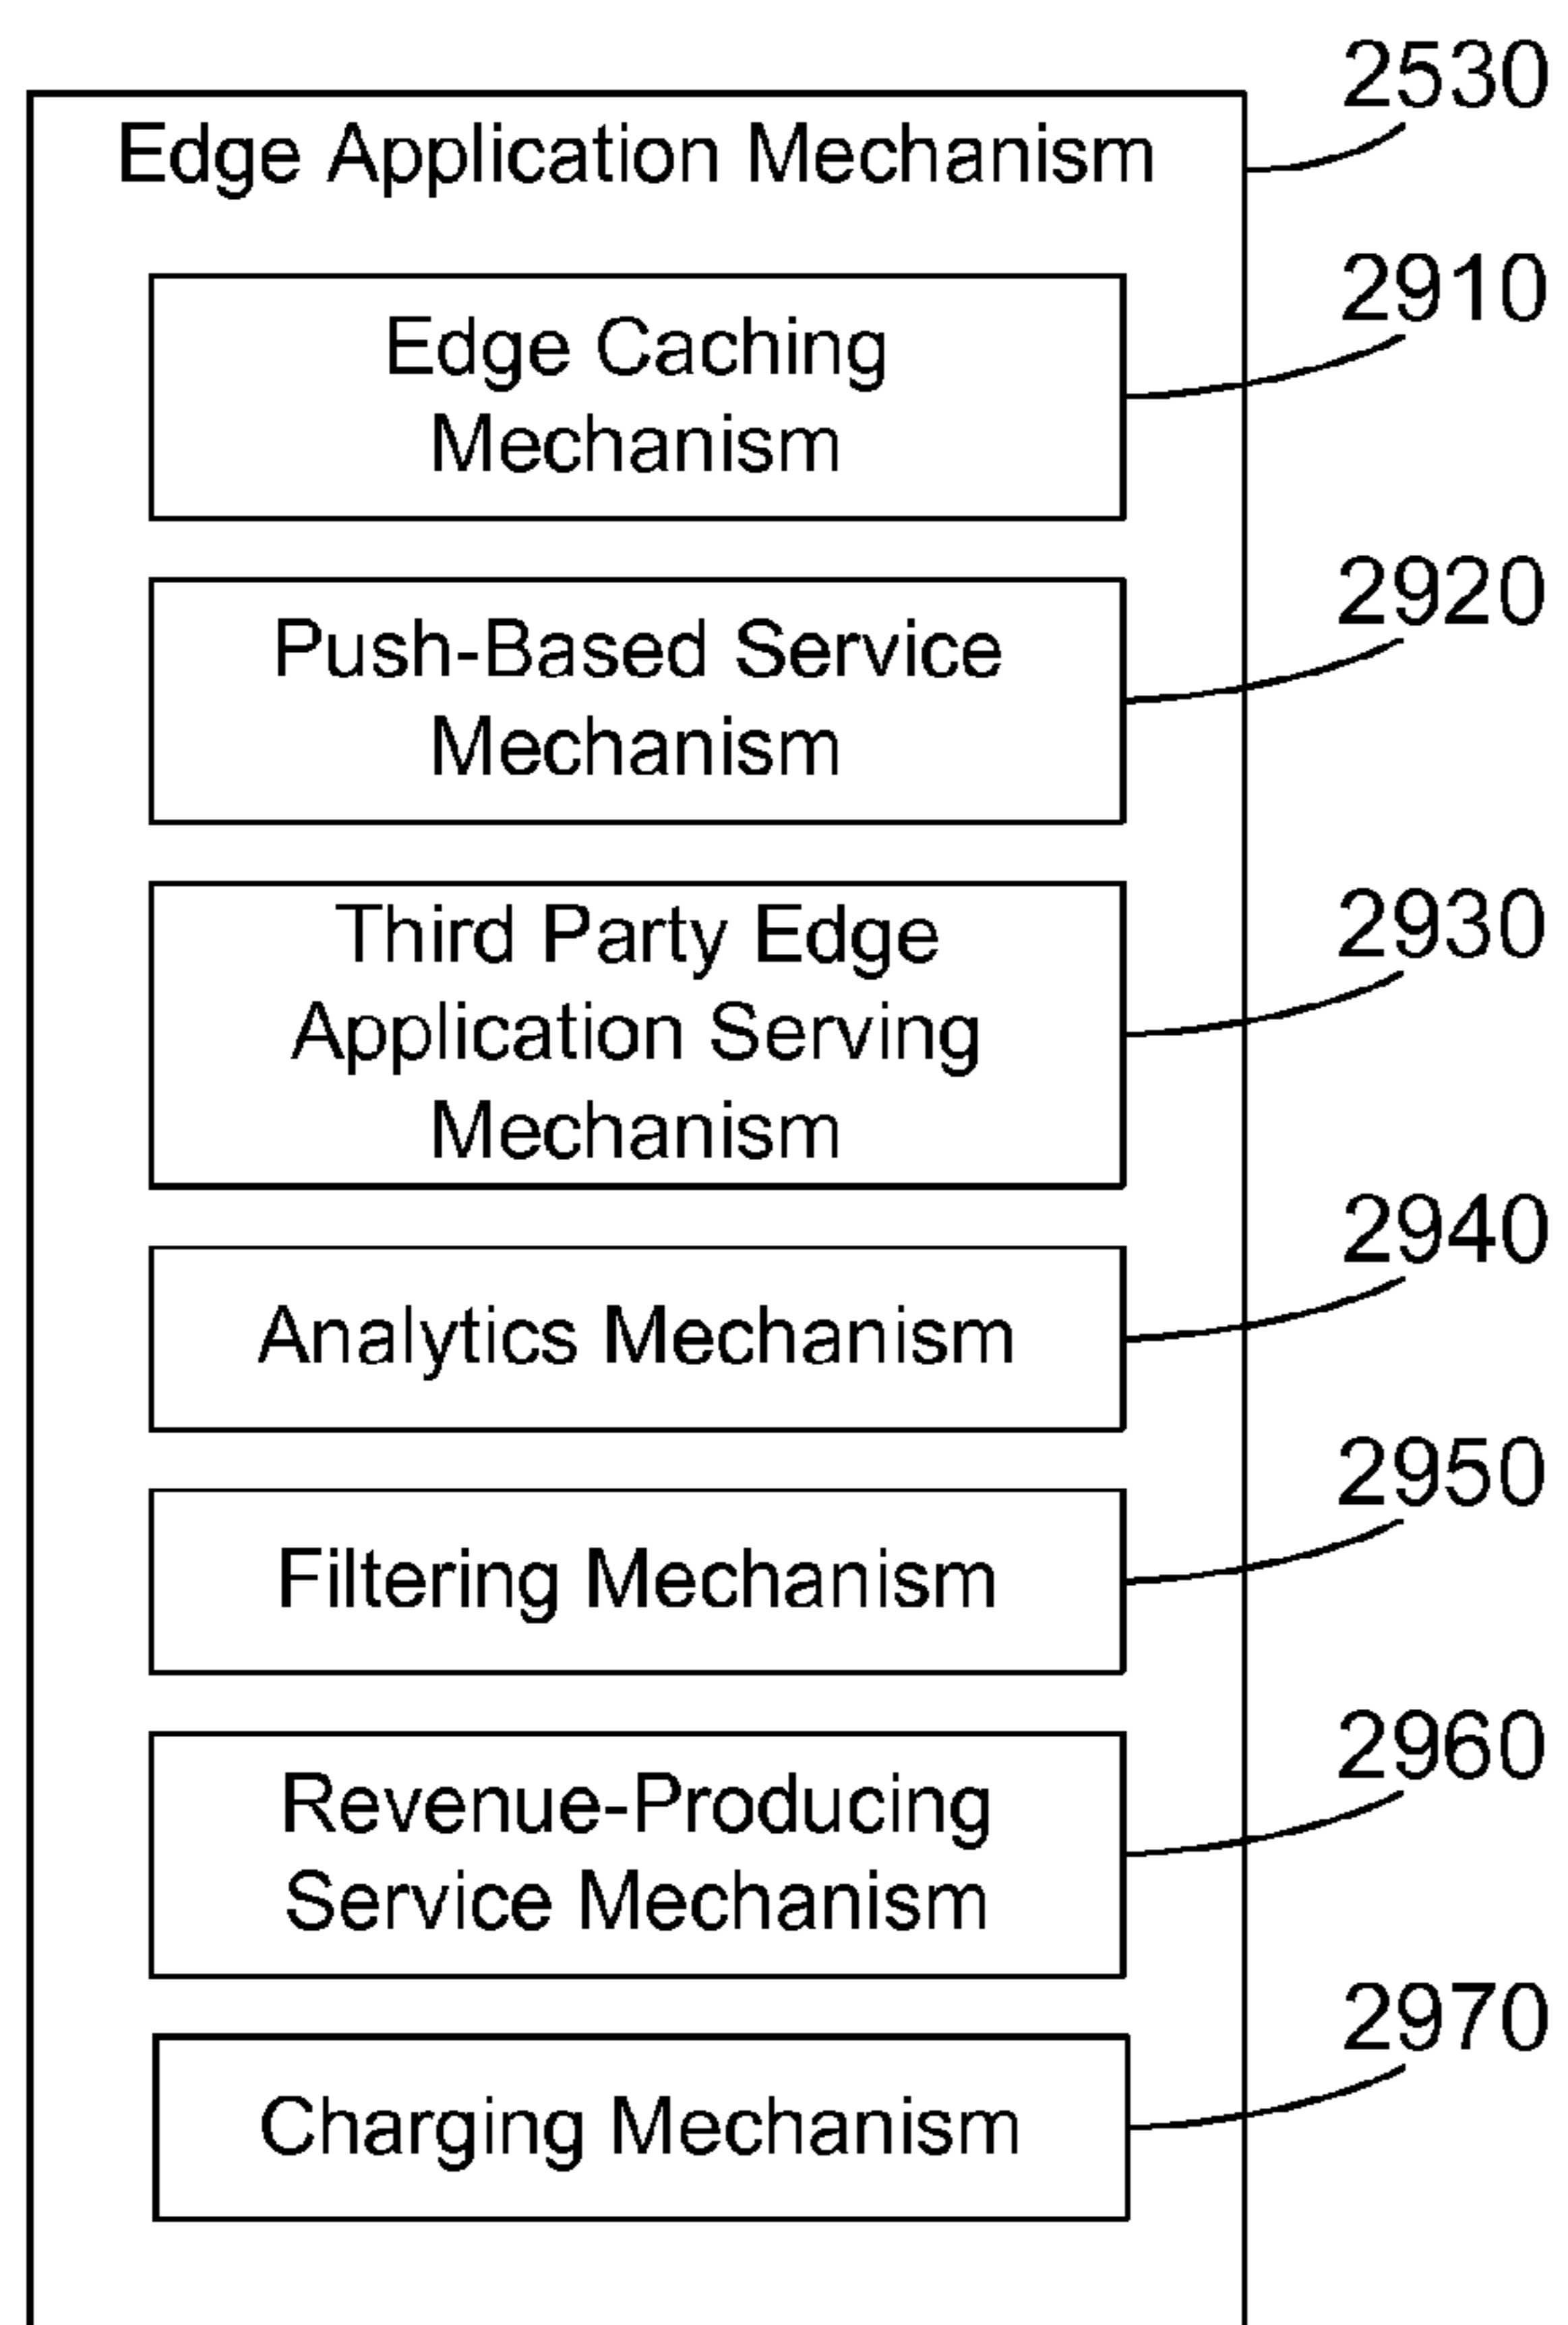 2530
Edge Application Mechanism
2910
Edge Caching
Mechanism
2920
Push-Based Service
Mechanism
2930
Third Party Edge
Application Serving
Mechanism
2940
Analytics Mechanism
2950
Filtering Mechanism
2960
Revenue-Producing
Service Mechanism
2970
Charging Mechanism